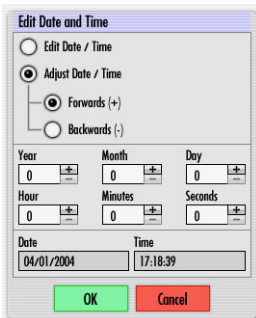 Edit Date and Time
Edit Date / Time
Adjust Date / Time
Forwards (+)
Backwards (-)
Year Month Day
0 + - 0 + - 0 + -
Hour Minutes Seconds
0 + - 0 + - 0 + -
Date Time
04/01/2004 17:18:39
OK Cancel